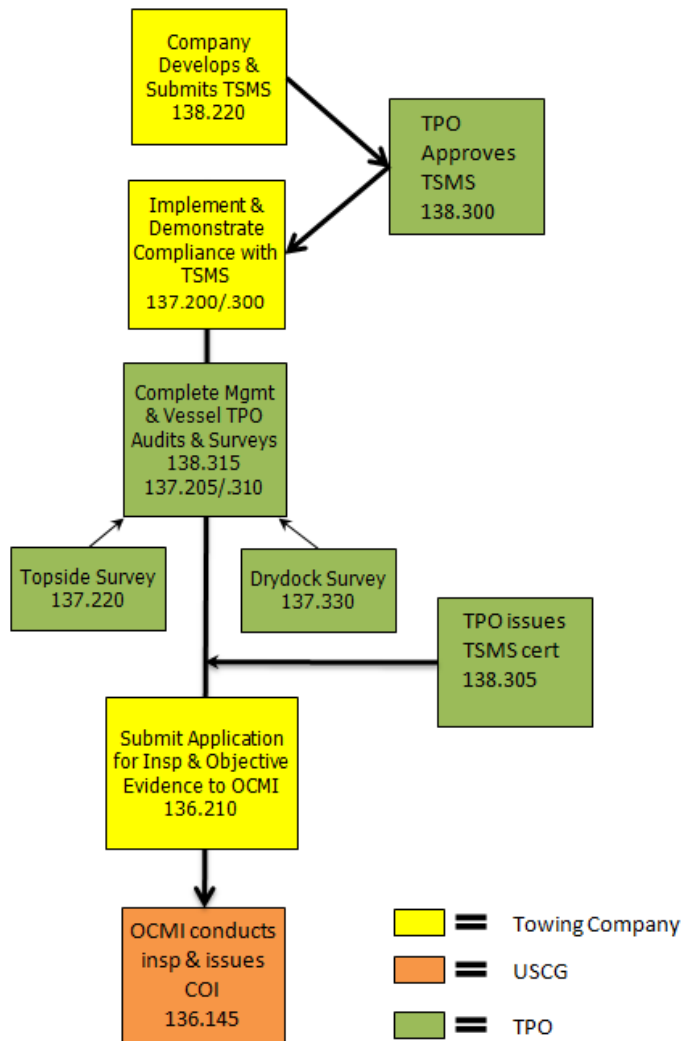 Company
Develops &
Submits TSMS
138.220
TPO
Approves
TSMS
138.300
Implement &
Demonstrate
Compliance with
TSMS
137.200/.300
Complete Mgmt
& Vessel TPO
Audits & Surveys
138.315
137.205/.310
Topside Survey
137.220
Drydock Survey
137.330
TPO issues
TSMS cert
138.305
Submit Application
for Insp & Objective
Evidence to OCMI
136.210
OCMI conducts
insp & issues
COI
136.145
= Towing Company
= USCG
= TPO